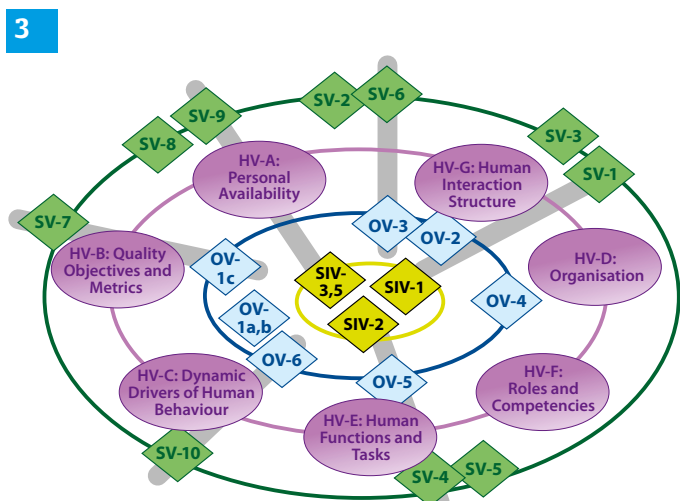 3
SV-2
SV-6
SV-9
SV-8
SV-3
SV-1
HV-A:
Personal
Availability
HV-G: Human
Interaction
Structure
SV-7
OV-3
OV-2
HV-B: Quality
Objectives and
Metrics
OV-
1c
SIV-
3,5
SIV-1
HV-D:
Organisation
OV-4
OV-
1a,b
SIV-2
OV-6
OV-5
HV-C: Dynamic
Drivers of Human
Behaviour
HV-F:
Roles and
Competencies
HV-E: Human
Functions and
Tasks
SV-10
SV-4
SV-5